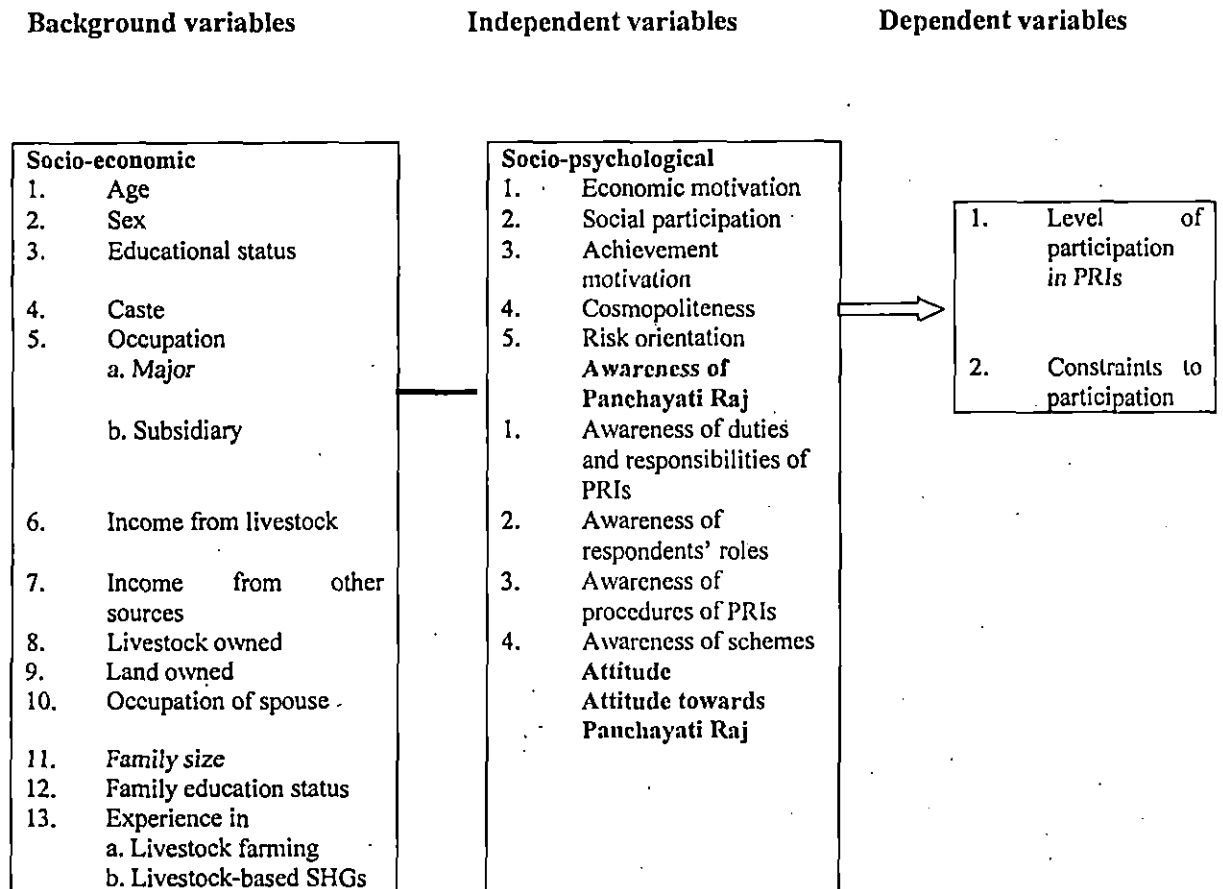 Background variables
Independent variables
Dependent variables
Socio-economic
1. Age
2. Sex
3. Educational status
4. Caste
5. Occupation
a. Major
b. Subsidiary
6. Income from livestock
7. Income from other
sources
8. Livestock owned
9. Land owned
10. Occupation of spouse
11. Family size
12. Family education status
13. Experience in
a. Livestock farming
b. Livestock-based SHGs
Socio-psychological
1. Economic motivation
2. Social participation
3. Achievement
motivation
4. Cosmopoliteness
5. Risk orientation
Awareness of
Panchayati Raj
1. Awareness of duties
and responsibilities of
PRIs
2. Awareness of
respondents' roles
3. Awareness of
procedures of PRIs
4. Awareness of schemes
Attitude
Attitude towards
Panchayati Raj
1. Level of
participation
in PRIs
2. Constraints to
participation